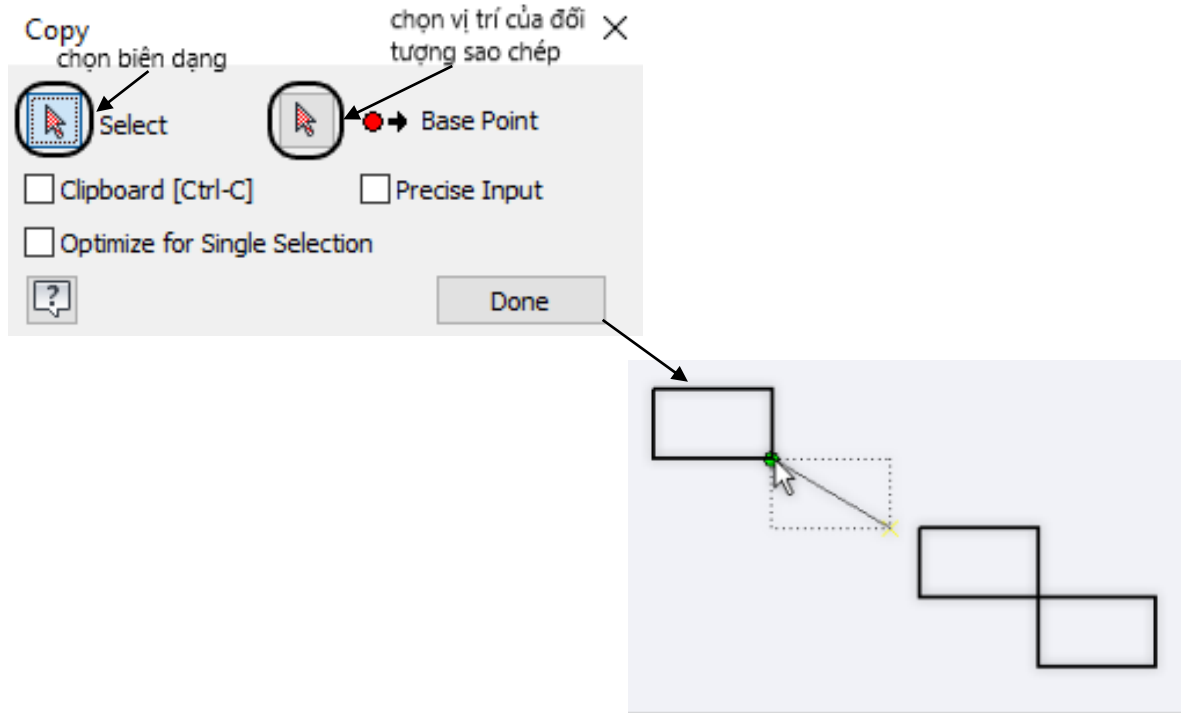 Copy
chọn biên dạng
chọn vị trí của đối
tượng sao chép
Select
Base Point
Clipboard [Ctrl-C]
Precise Input
Optimize for Single Selection
?
Done